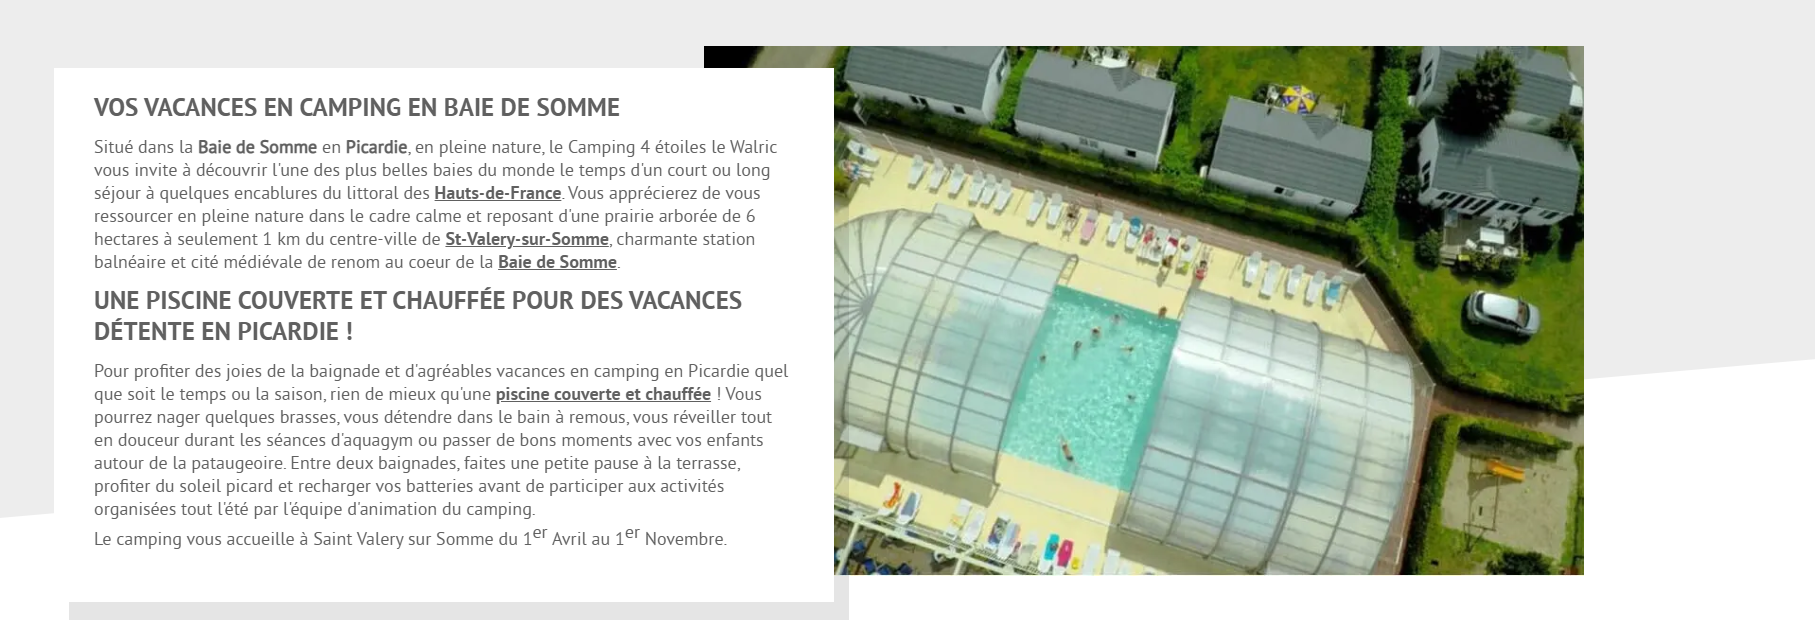 VOS VACANCES EN CAMPING EN BAIE DE SOMME
Situé dans la Baie de Somme en Picardie, en pleine nature, le Camping 4 étoiles le Walric
vous invite à découvrir l'une des plus belles baies du monde le temps d'un court ou long
séjour à quelques encablures du littoral des Hauts-de-France. Vous apprécierez de vous
ressourcer en pleine nature dans le cadre calme et reposant d'une prairie arborée de 6
hectares à seulement 1 km du centre-ville de St-Valery-sur-Somme, charmante station
balnéaire et cité médiévale de renom au coeur de la Baie de Somme.
UNE PISCINE COUVERTE ET CHAUFFÉE POUR DES VACANCES
DÉTENTE EN PICARDIE !
Pour profiter des joies de la baignade et d'agréables vacances en camping en Picardie quel
que soit le temps ou la saison, rien de mieux qu'une piscine couverte et chauffée ! Vous
pourrez nager quelques brasses, vous détendre dans le bain à remous, vous réveiller tout
en douceur durant les séances d'aquagym ou passer de bons moments avec vos enfants
autour de la pataugeoire. Entre deux baignades, faites une petite pause à la terrasse,
profiter du soleil picard et recharger vos batteries avant de participer aux activités
organisées tout l'été par l'équipe d'animation du camping.
Le camping vous accueille à Saint Valery sur Somme du 1er Avril au 1er Novembre.